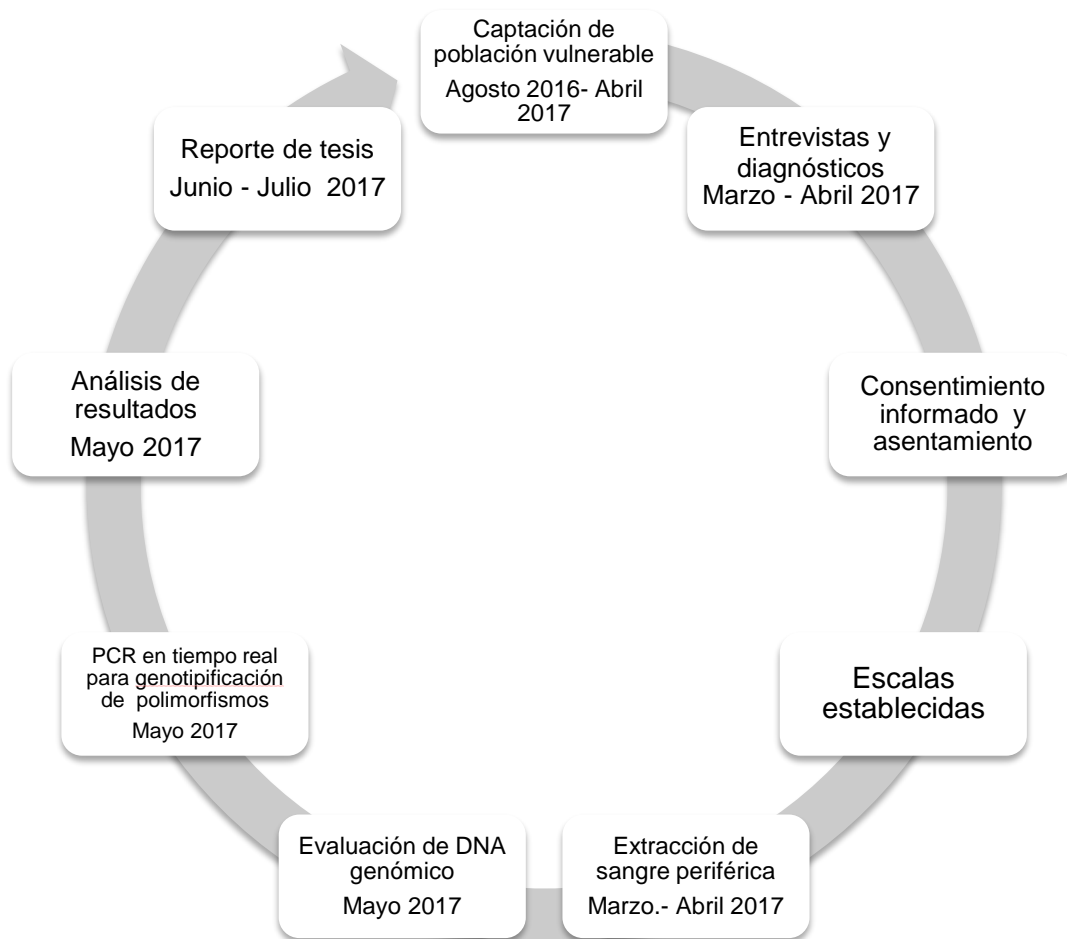 Captación de
población vulnerable
Agosto 2016- Abril
2017
Entrevistas y
diagnósticos
Marzo - Abril 2017
Consentimiento
informado y
asentamiento
Escalas
establecidas
Extracción de
sangre periférica
Marzo.- Abril 2017
Evaluación de DNA
genómico
Mayo 2017
PCR en tiempo real
para genotipificación
de polimorfismos
Mayo 2017
Análisis de
resultados
Mayo 2017
Reporte de tesis
Junio - Julio 2017